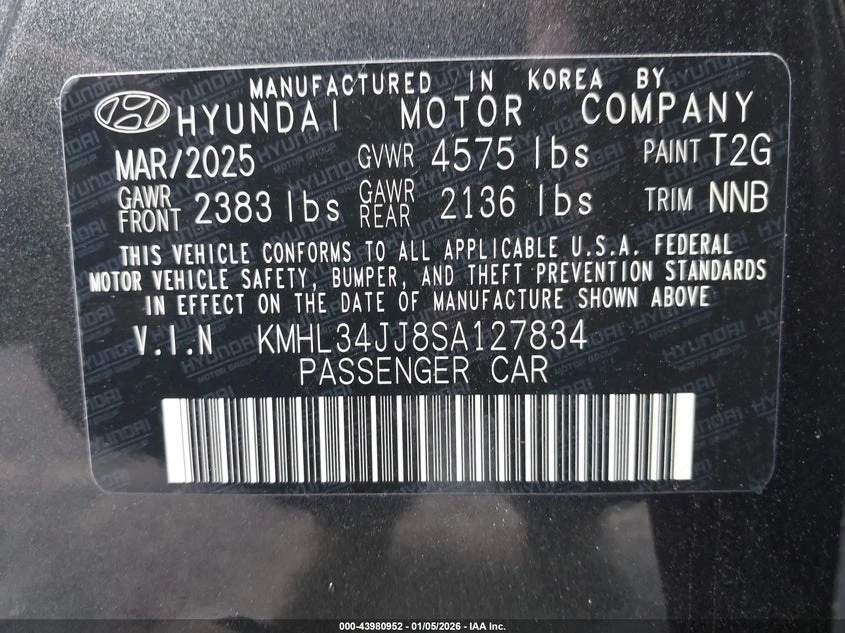 MANUFACTURED IN KOREA BY
HYUNDAI MOTOR COMPANY
MAR/2025 GVWR 4575 lbs PAINT T2G
GAWR FRONT 2383 lbs GAWR REAR 2136 lbs TRIM NNB
THIS VEHICLE CONFORMS TO ALL APPLICABLE U.S.A. FEDERAL
MOTOR VEHICLE SAFETY, BUMPER, AND THEFT PREVENTION STANDARDS
IN EFFECT ON THE DATE OF MANUFACTURE SHOWN ABOVE
V.I.N KMHL34JJ8SA127834
PASSENGER CAR
000-43980952 - 01/05/2026 - IAA Inc.